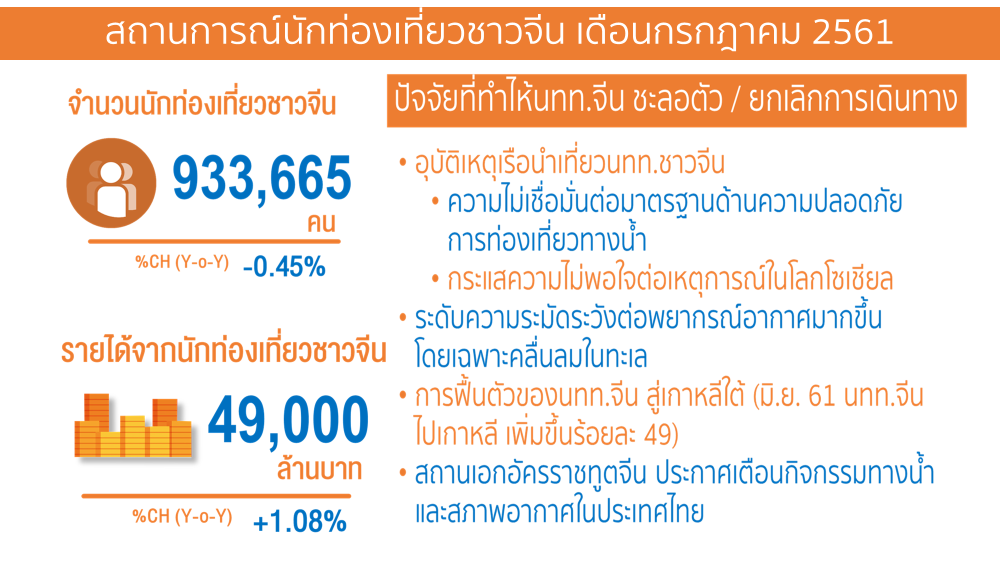 สถานการณ์นักท่องเที่ยวชาวจีน เดือนกรกฎาคม 2561
จำนวนนักท่องเที่ยวชาวจีน
933,665
คน
%CH (Y-o-Y) -0.45%
รายได้จากนักท่องเที่ยวชาวจีน
49,000
ล้านบาท
%CH (Y-o-Y) +1.08%
ปัจจัยที่ทำให้นทท.จีน ชะลอตัว / ยกเลิกการเดินทาง
• อุบัติเหตุเรือนำเที่ยวนทท.ชาวจีน
• ความไม่เชื่อมั่นต่อมาตรฐานด้านความปลอดภัย
การท่องเที่ยวทางน้ำ
• กระแสความไม่พอใจต่อเหตุการณ์ในโลกโซเชียล
• ระดับความระมัดระวังต่อพยากรณ์อากาศมากขึ้น
โดยเฉพาะคลื่นลมในทะเล
• การฟื้นตัวของนทท.จีน สู่เกาหลีใต้ (มิ.ย. 61 นทท.จีน
ไปเกาหลี เพิ่มขึ้นร้อยละ 49)
• สถานเอกอัครราชทูตจีน ประกาศเตือนกิจกรรมทางน้ำ
และสภาพอากาศในประเทศไทย